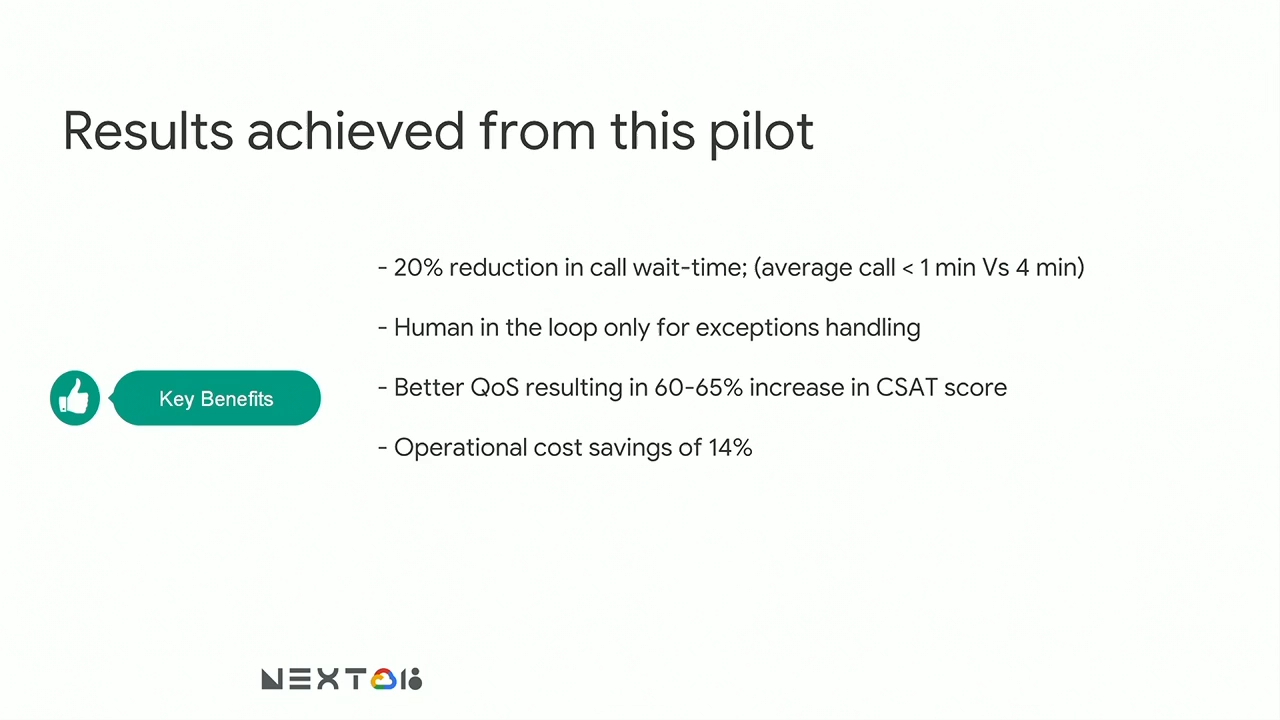 Results achieved from this pilot
- 20% reduction in call wait-time; (average call < 1 min Vs 4 min)
- Human in the loop only for exceptions handling
Key Benefits
- Better QoS resulting in 60-65% increase in CSAT score
- Operational cost savings of 14%
NEXT 18